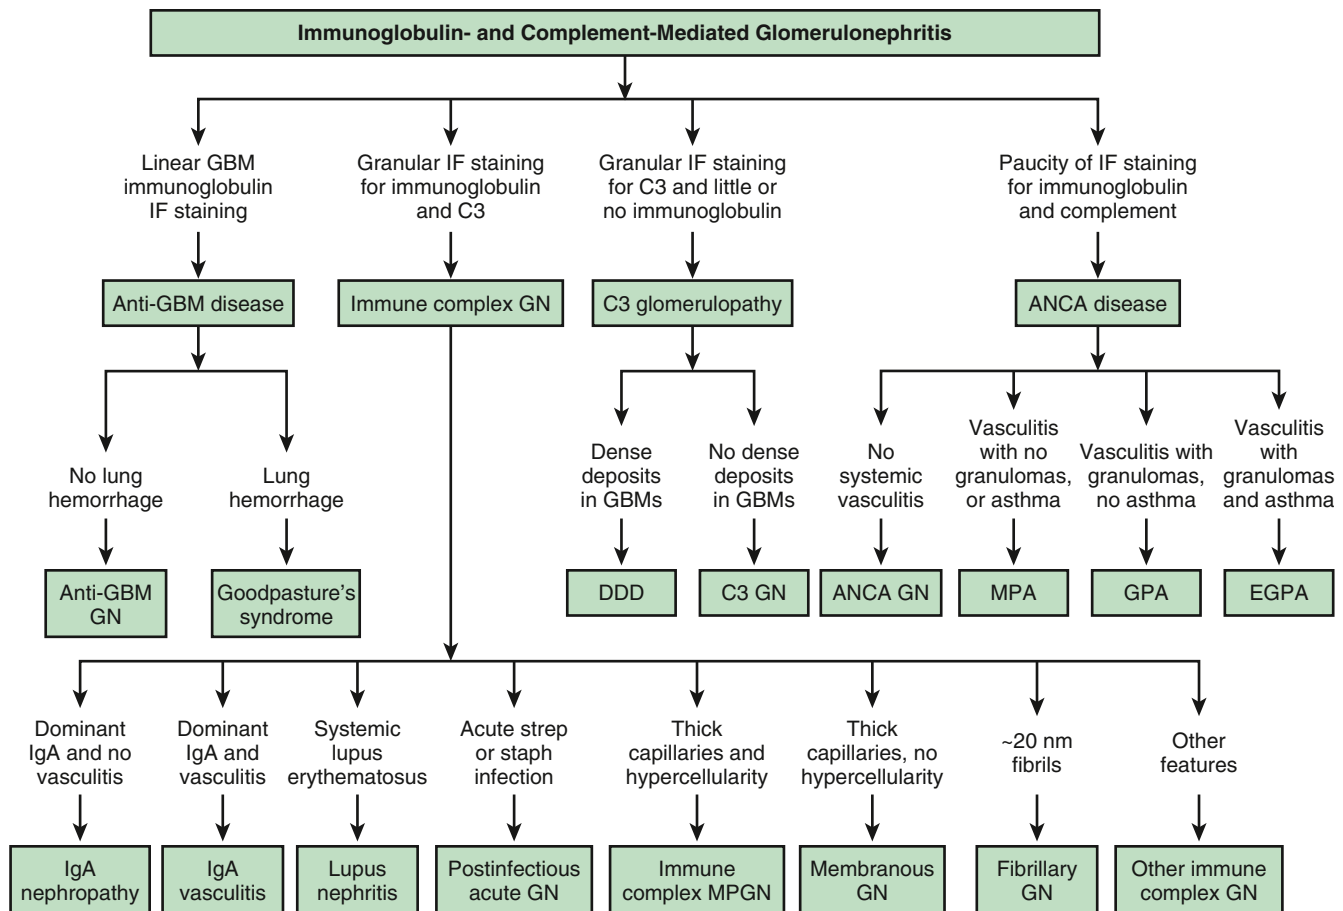 Immunoglobulin- and Complement-Mediated Glomerulonephritis
Linear GBM
immunoglobulin
IF staining
Granular IF staining
for immunoglobulin
and C3
Granular IF staining
for C3 and little or
no immunoglobulin
Paucity of IF staining
for immunoglobulin
and complement
Anti-GBM disease
Immune complex GN
C3 glomerulopathy
ANCA disease
No lung
hemorrhage
Lung
hemorrhage
Dense
deposits
in GBMs
No dense
deposits
in GBMs
No
systemic
vasculitis
Vasculitis
with no
granulomas,
or asthma
Vasculitis with
granulomas,
no asthma
Vasculitis
with
granulomas
and asthma
Anti-GBM
GN
Goodpasture's
syndrome
DDD
C3 GN
ANCA GN
MPA
GPA
EGPA
Dominant
IgA and no
vasculitis
Dominant
IgA and
vasculitis
Systemic
lupus
erythematosus
Acute strep
or staph
infection
Thick
capillaries and
hypercellularity
Thick
capillaries, no
hypercellularity
~20 nm
fibrils
Other
features
IgA
nephropathy
IgA
vasculitis
Lupus
nephritis
Postinfectious
acute GN
Immune
complex MPGN
Membranous
GN
Fibrillary
GN
Other immune
complex GN